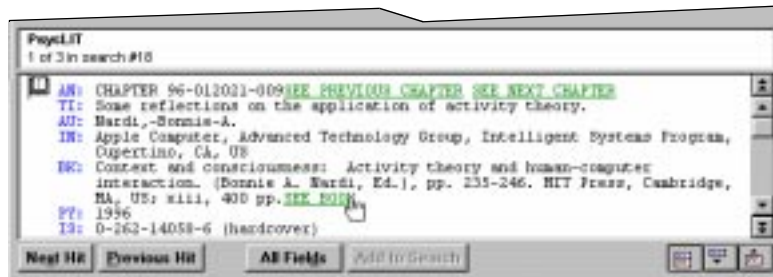 PsycLIT
1 of 3 in search #18
AN: CHAPTER 96-012021-009 SEE PREVIOUS CHAPTER SEE NEXT CHAPTER
TI: Some reflections on the application of activity theory.
AU: Nardi,-Bonnie-A.
IN: Apple Computer, Advanced Technology Group, Intelligent Systems Program,
Cupertino, CA, US
BK: Context and consciousness: Activity theory and human-computer
interaction. (Bonnie A. Nardi, Ed.), pp. 235-246. MIT Press, Cambridge,
MA, US; xiii, 400 pp. SEE BOOK
PY: 1996
IS: 0-262-14058-6 (hardcover)
Next Hit Previous Hit All Fields Add to Search